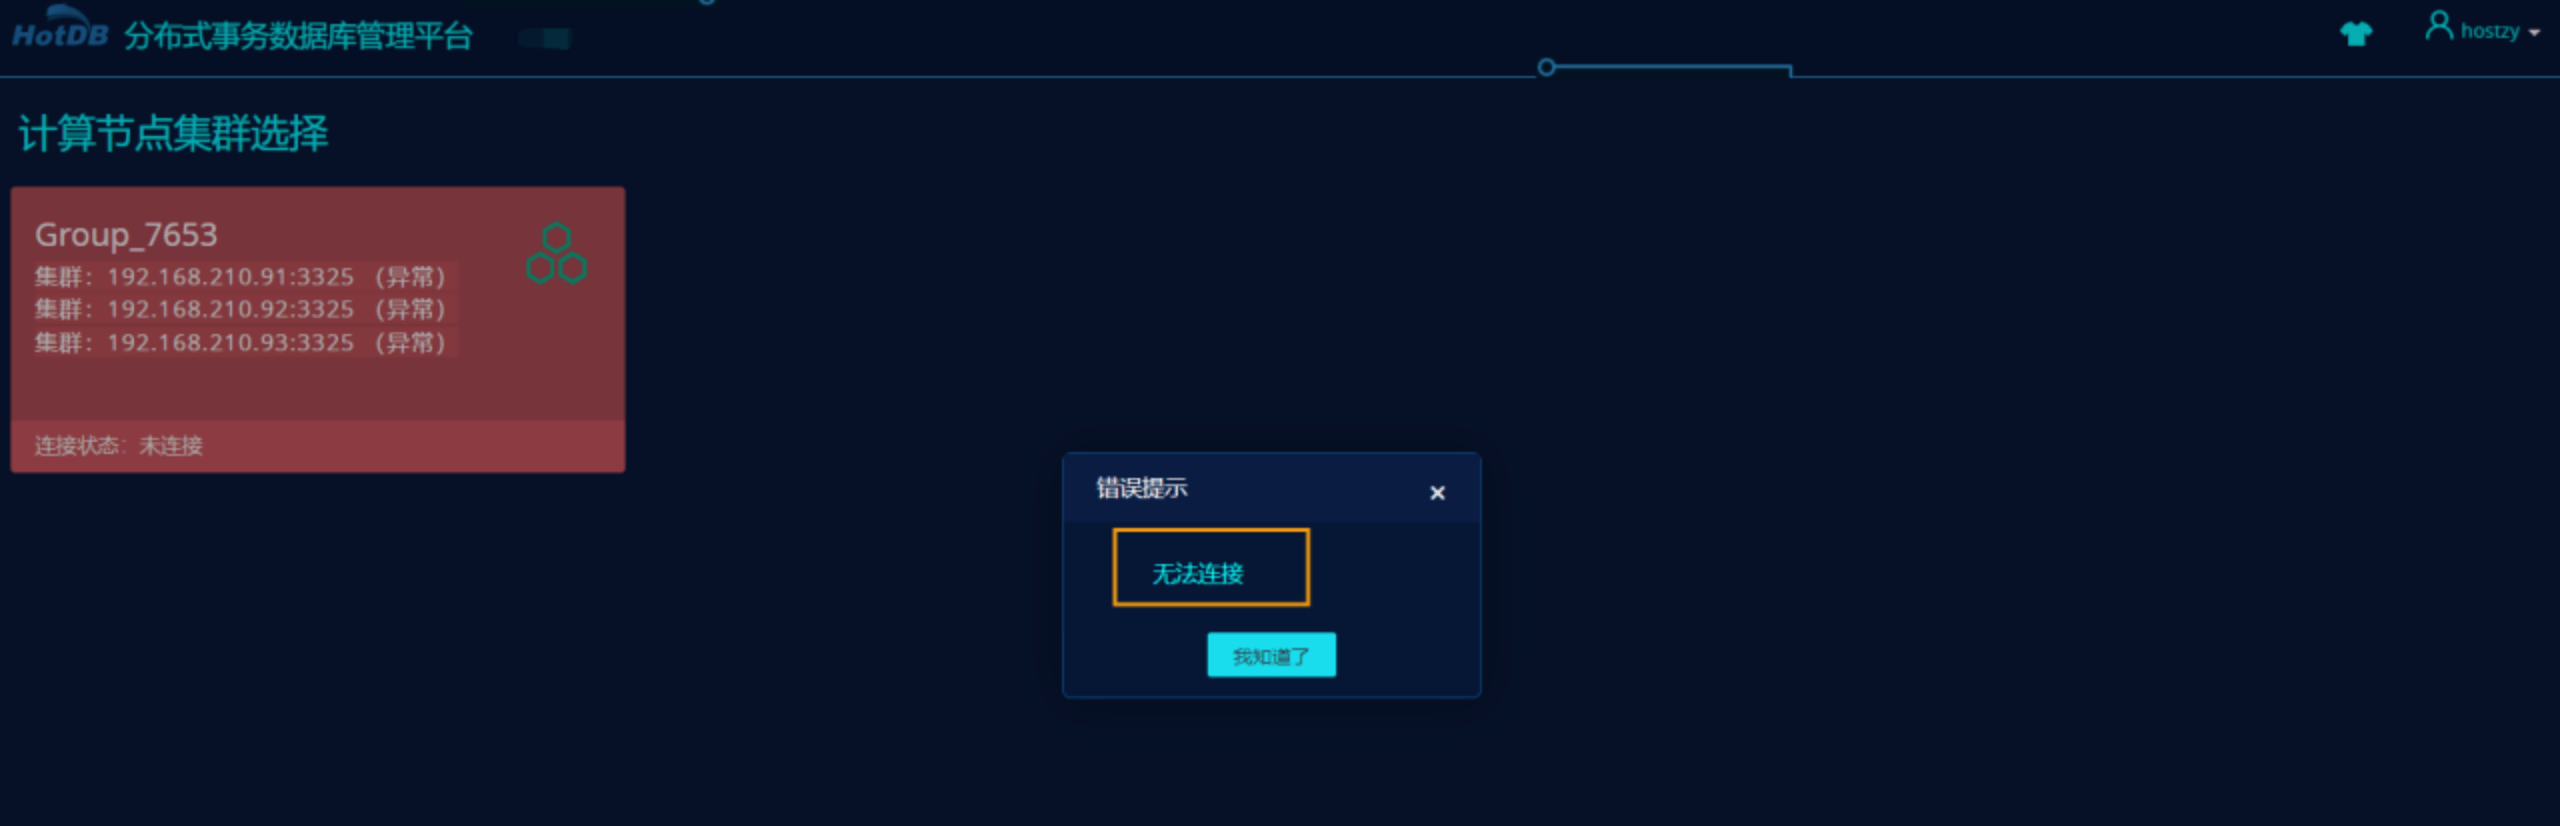 HotDB 分布式事务数据库管理平台
hostzy
计算节点集群选择
Group_7653
集群：192.168.210.91:3325 （异常）
集群：192.168.210.92:3325 （异常）
集群：192.168.210.93:3325 （异常）
连接状态：未连接
错误提示
无法连接
我知道了